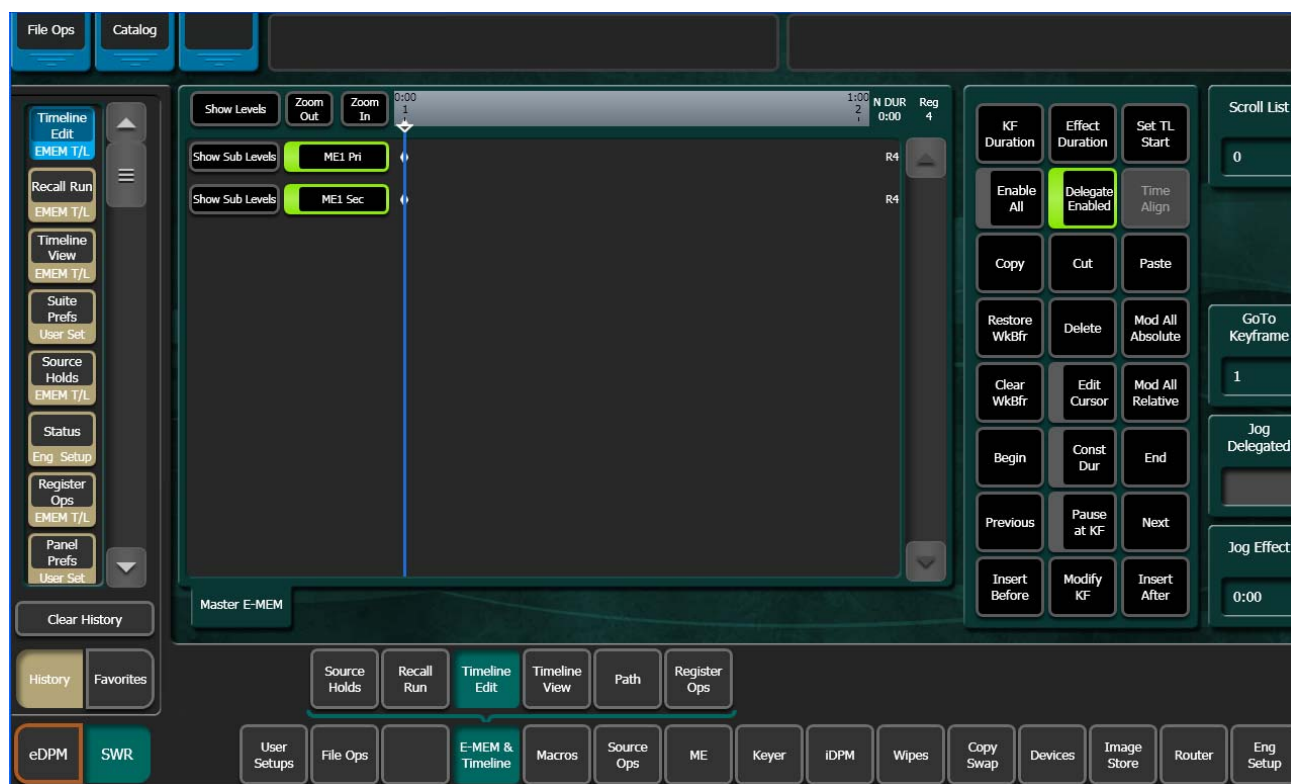 File Ops
Catalog
Timeline
Edit
EMEM T/L
Recall Run
EMEM T/L
Timeline
View
EMEM T/L
Suite
Prefs
User Set
Source
Holds
EMEM T/L
Status
Eng Setup
Register
Ops
EMEM T/L
Panel
Prefs
User Set
Clear History
History
Favorites
eDPM
SWR
Show Levels
Zoom
Out
Zoom
In
0:00
1
1:00
2
N DUR
0:00
Reg
4
Show Sub Levels
ME1 Pri
R4
Show Sub Levels
ME1 Sec
R4
Master E-MEM
KF
Duration
Effect
Duration
Set TL
Start
Enable
All
Delegate
Enabled
Time
Align
Copy
Cut
Paste
Restore
WkBfr
Delete
Mod All
Absolute
Clear
WkBfr
Edit
Cursor
Mod All
Relative
Begin
Const
Dur
End
Previous
Pause
at KF
Next
Insert
Before
Modify
KF
Insert
After
Scroll List
0
GoTo
Keyframe
1
Jog
Delegated
Jog Effect
0:00
Source
Holds
Recall
Run
Timeline
Edit
Timeline
View
Path
Register
Ops
User
Setups
File Ops
E-MEM &
Timeline
Macros
Source
Ops
ME
Keyer
iDPM
Wipes
Copy
Swap
Devices
Image
Store
Router
Eng
Setup